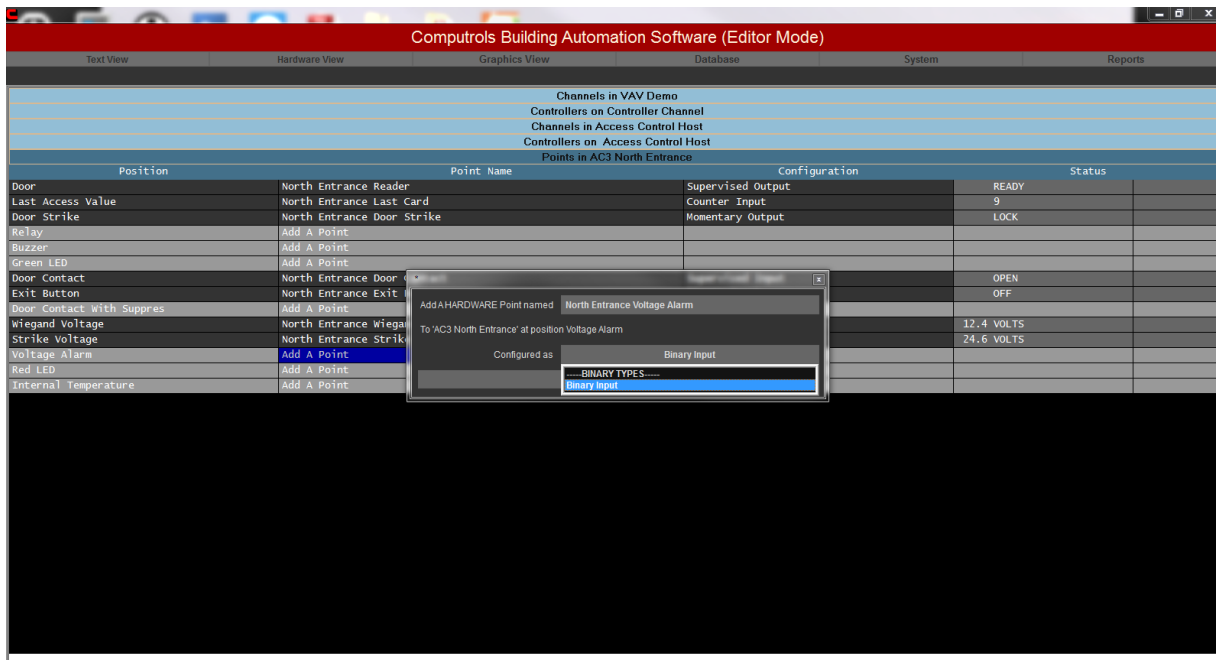 Computrols Building Automation Software (Editor Mode)
Text View Hardware View Graphics View Database System Reports
Channels in VAV Demo
Controllers on Controller Channel
Channels in Access Control Host
Controllers on Access Control Host
Points in AC3 North Entrance
Position Point Name Configuration Status
Door North Entrance Reader Supervised Output READY
Last Access Value North Entrance Last Card Counter Input 9
Door Strike North Entrance Door Strike Momentary Output LOCK
Relay Add A Point
Buzzer Add A Point
Green LED Add A Point
Door Contact North Entrance Door Contact Supervised Input OPEN
Exit Button North Entrance Exit OFF
Door Contact With Suppres Add A Point
Wiegand Voltage North Entrance Wiegan 12.4 VOLTS
Strike Voltage North Entrance Strike 24.6 VOLTS
Voltage Alarm Add A Point
Red LED Add A Point
Internal Temperature Add A Point
Add A HARDWARE Point named North Entrance Voltage Alarm
To 'AC3 North Entrance' at position Voltage Alarm
Configured as Binary Input
-----BINARY TYPES-----
Binary Input